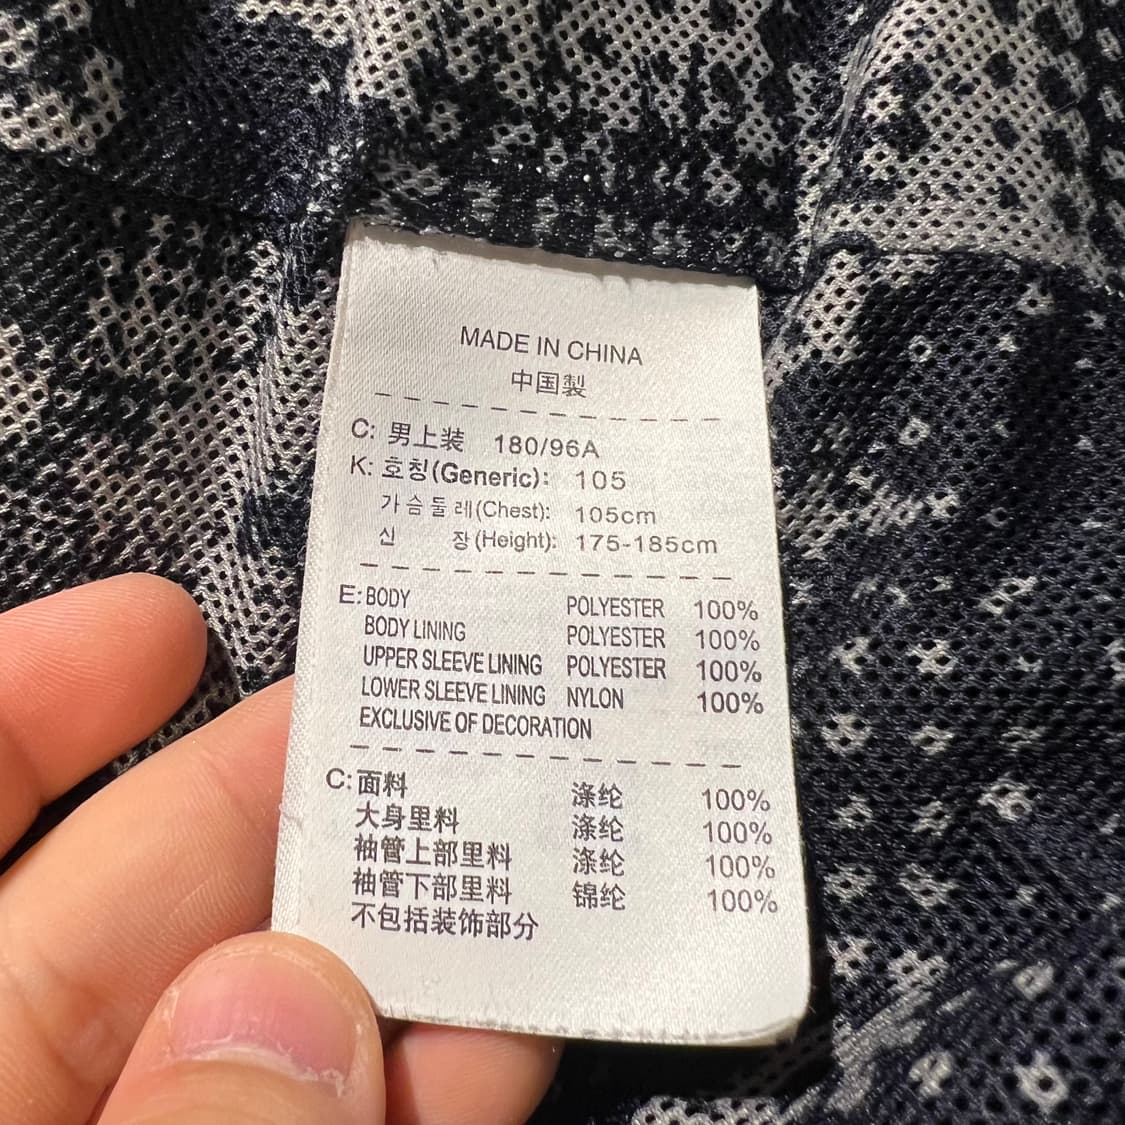 MADE IN CHINA
中国製
C: 男上装 180/96A
K: 호칭(Generic): 105
가슴둘레(Chest): 105cm
신 장(Height): 175-185cm
E: BODY POLYESTER 100%
BODY LINING POLYESTER 100%
UPPER SLEEVE LINING POLYESTER 100%
LOWER SLEEVE LINING NYLON 100%
EXCLUSIVE OF DECORATION
C: 面料 涤纶 100%
大身里料 涤纶 100%
袖管上部里料 涤纶 100%
袖管下部里料 锦纶 100%
不包括装饰部分